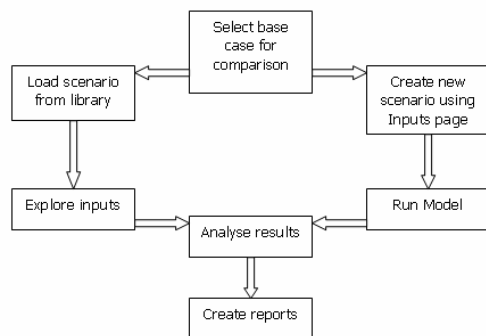 Select base
case for
comparison
Load scenario
from library
Create new
scenario using
Inputs page
Explore inputs
Run Model
Analyse results
Create reports